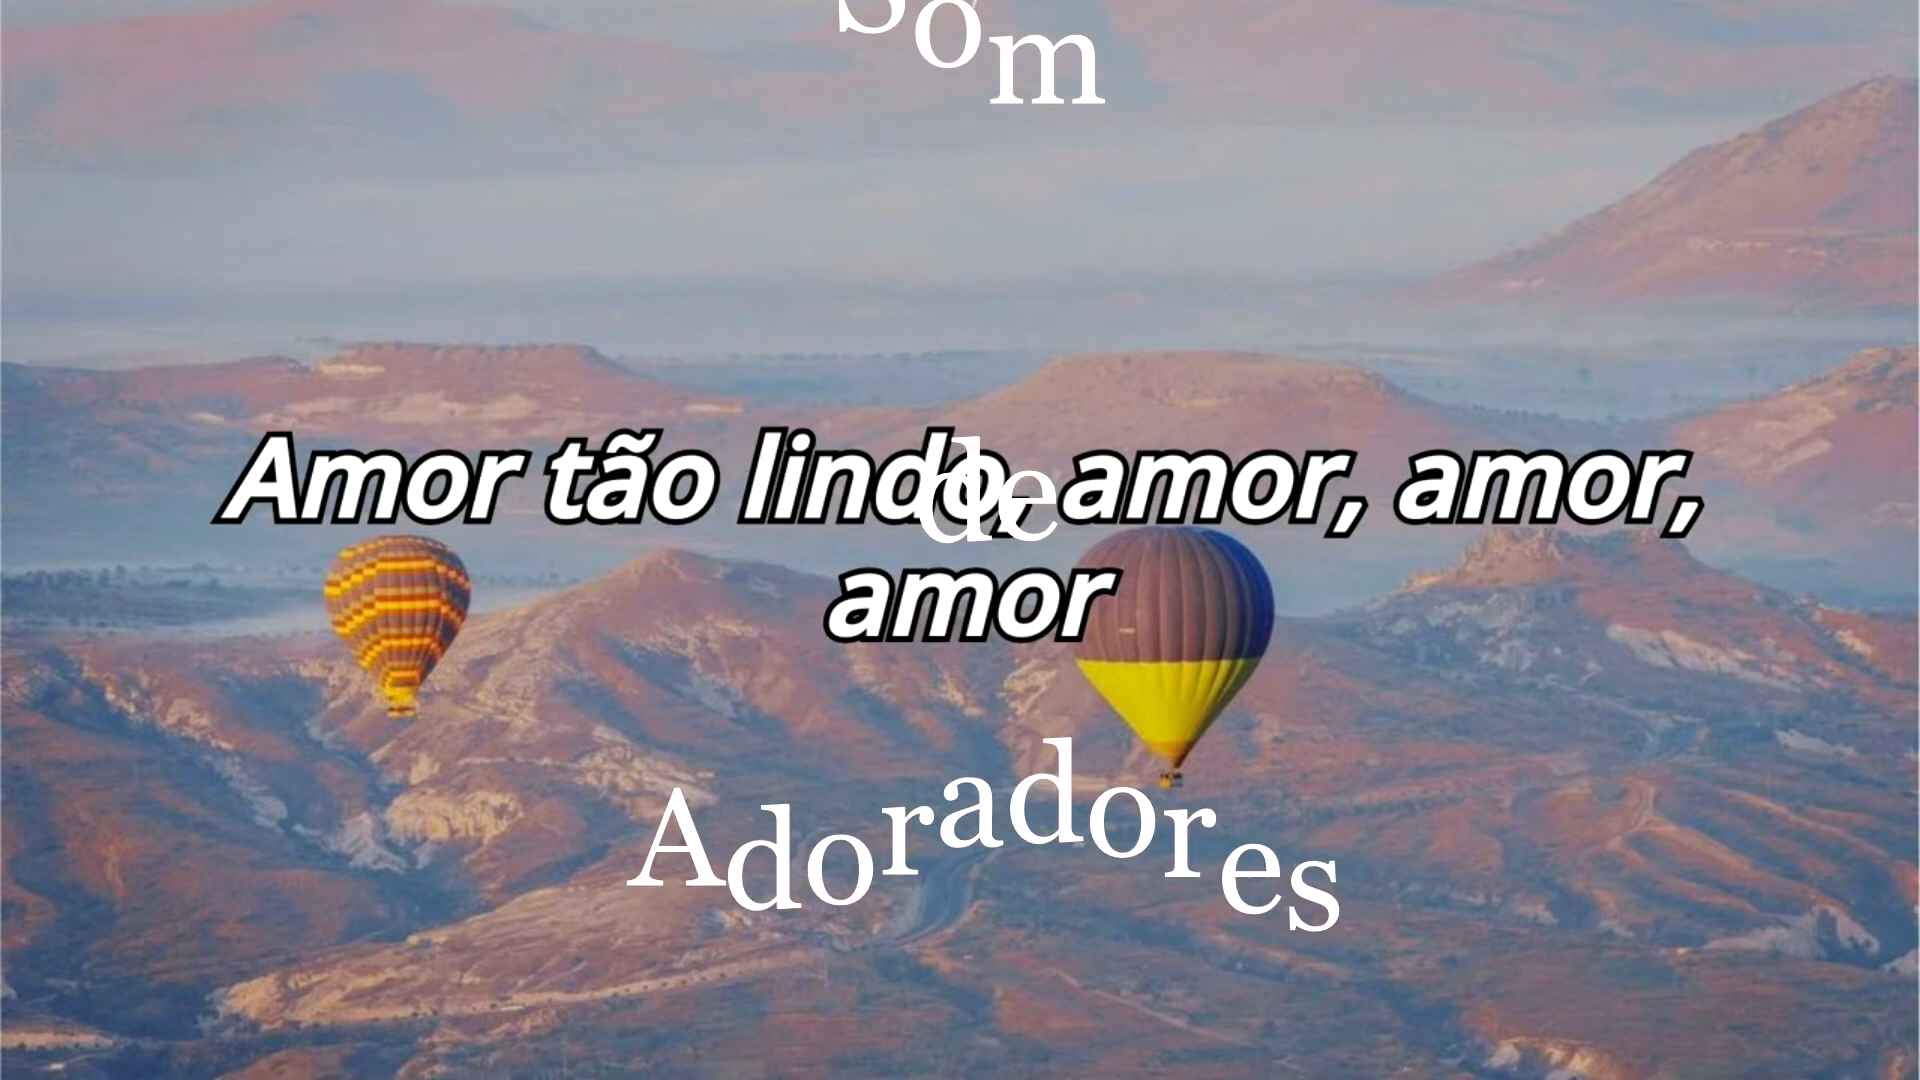 Som
Amor tão lindo, amor, amor,
de
amor
Adoradores